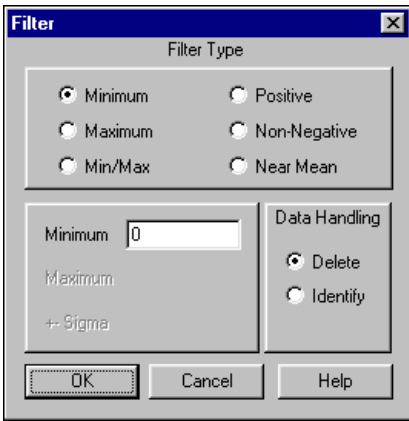 Filter
Filter Type
Minimum Positive
Maximum Non-Negative
Min/Max Near Mean
Minimum 0
Maximum
+- Sigma
Data Handling
Delete
Identify
OK Cancel Help